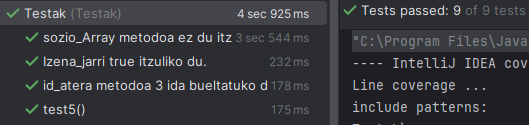 Testak (Testak) 4 sec 925 ms
sozio_Array metodoa ez du itz 3 sec 544 ms
Izena_jarri true itzuliko du. 232 ms
id_atera metodoa 3 ida bueltatuko d 178 ms
test5() 175 ms
Tests passed: 9 of 9 tests
"C:\Program Files\Java
---- IntelliJ IDEA cov
Line coverage ...
include patterns: